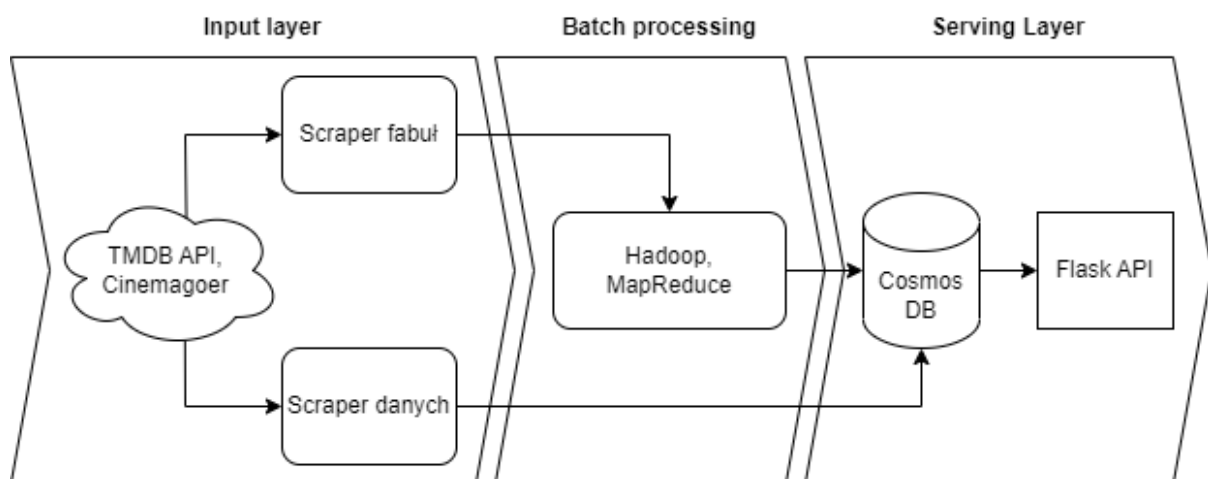 Input layer
Batch processing
Serving Layer
Scraper fabuł
TMDB API,
Cinemagoer
Hadoop,
MapReduce
Cosmos
DB
Flask API
Scraper danych